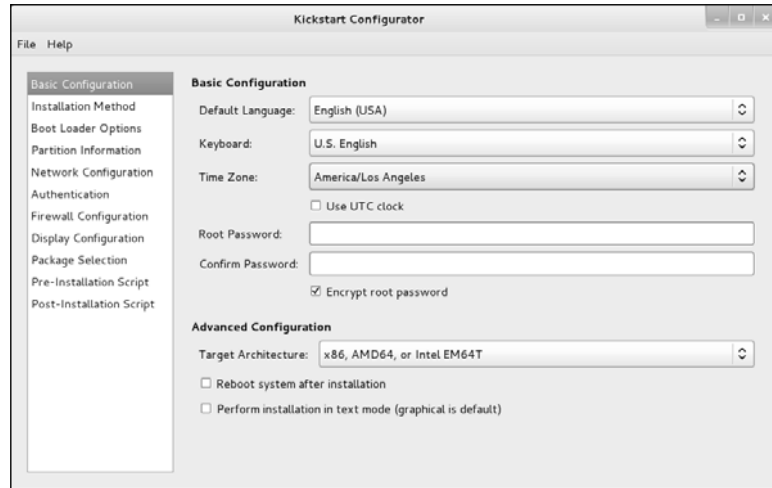 Kickstart Configurator
File Help
Basic Configuration
Installation Method
Boot Loader Options
Partition Information
Network Configuration
Authentication
Firewall Configuration
Display Configuration
Package Selection
Pre-Installation Script
Post-Installation Script
Basic Configuration
Default Language: English (USA)
Keyboard: U.S. English
Time Zone: America/Los Angeles
Use UTC clock
Root Password:
Confirm Password:
Encrypt root password
Advanced Configuration
Target Architecture: x86, AMD64, or Intel EM64T
Reboot system after installation
Perform installation in text mode (graphical is default)